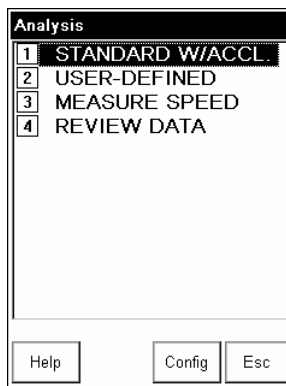 Analysis
1 STANDARD W/ACCL.
2 USER-DEFINED
3 MEASURE SPEED
4 REVIEW DATA
Help Config Esc